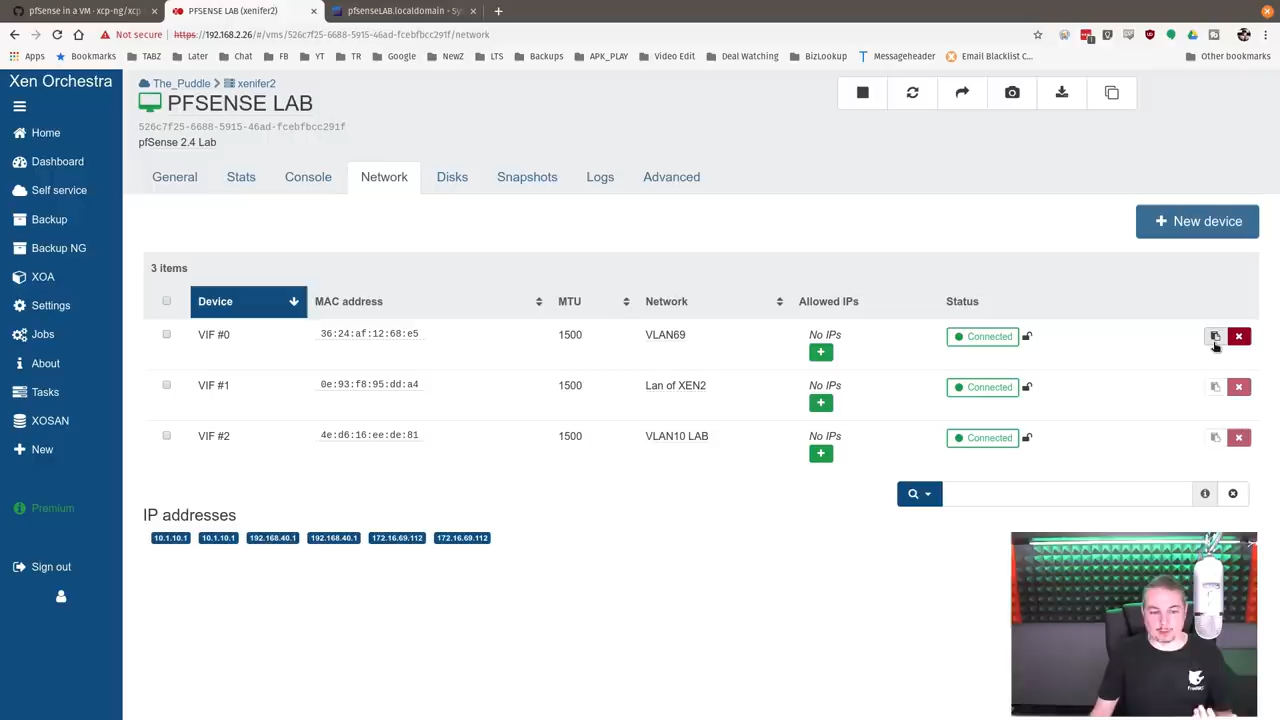 pfSense in a VM · xcp-ng/xcp
PFSENSE LAB (xenifer2)
pfsenseLAB.localdomain - Sy
Not secure
https://192.168.2.26/#/vms/526c7f25-6688-5915-46ad-fcebfbcc291f/network
Apps
Bookmarks
TABZ
Later
Chat
FB
YT
TR
Google
NewZ
LTS
Backups
APK_PLAY
Video Edit
Deal Watching
BizLookup
Messageheader
Email Blacklist C...
Other bookmarks
Xen Orchestra
Home
Dashboard
Self service
Backup
Backup NG
XOA
Settings
Jobs
About
Tasks
XOSAN
New
Premium
Sign out
The_Puddle > xenifer2
PFSENSE LAB
526c7f25-6688-5915-46ad-fcebfbcc291f
pfSense 2.4 Lab
General Stats Console Network Disks Snapshots Logs Advanced
New device
3 items
Device MAC address MTU Network Allowed IPs Status
VIF #0 36:24:af:12:68:e5 1500 VLAN69 No IPs Connected
VIF #1 0e:93:f8:95:dd:a4 1500 Lan of XEN2 No IPs Connected
VIF #2 4e:d6:16:ee:de:81 1500 VLAN10 LAB No IPs Connected
IP addresses
10.1.10.1 10.1.10.1 192.168.40.1 192.168.40.1 172.16.69.112 172.16.69.112